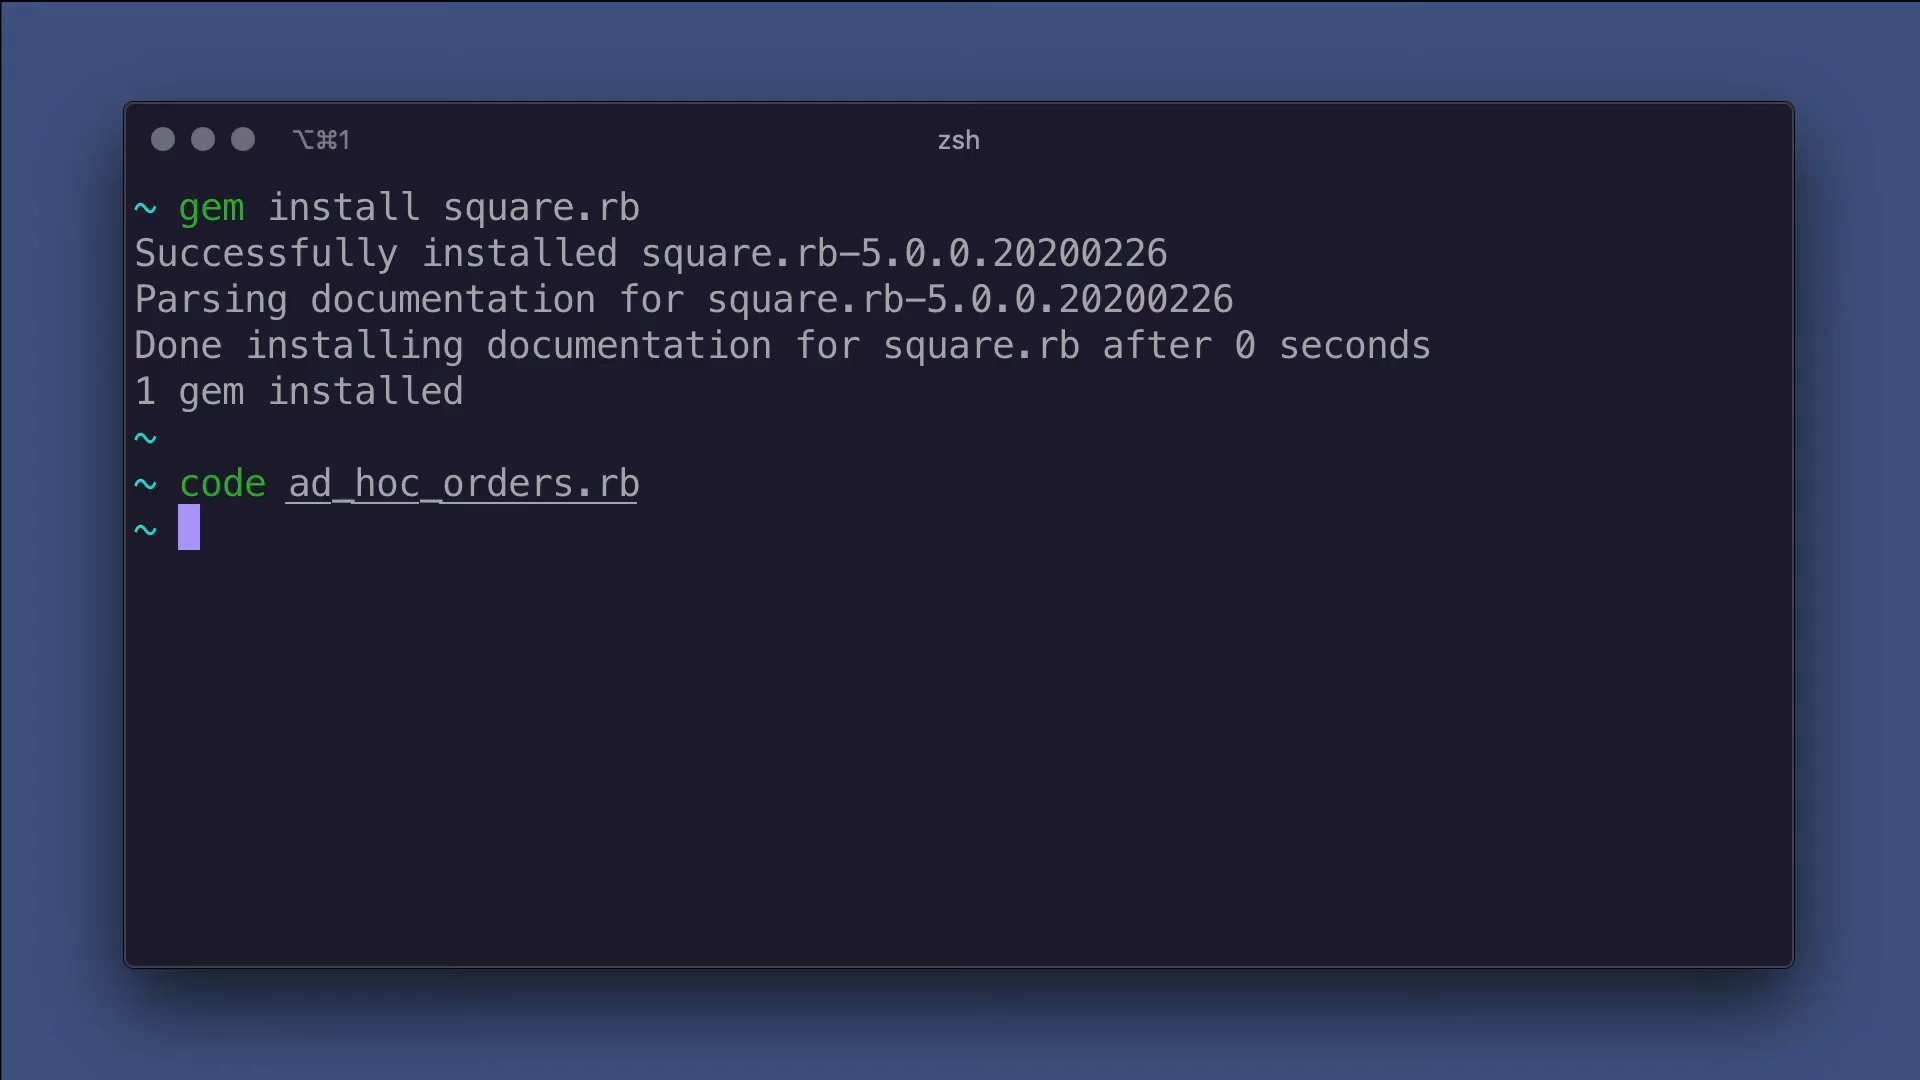 ⌥⌘1 zsh
~ gem install square.rb
Successfully installed square.rb-5.0.0.20200226
Parsing documentation for square.rb-5.0.0.20200226
Done installing documentation for square.rb after 0 seconds
1 gem installed
~
~ code ad_hoc_orders.rb
~